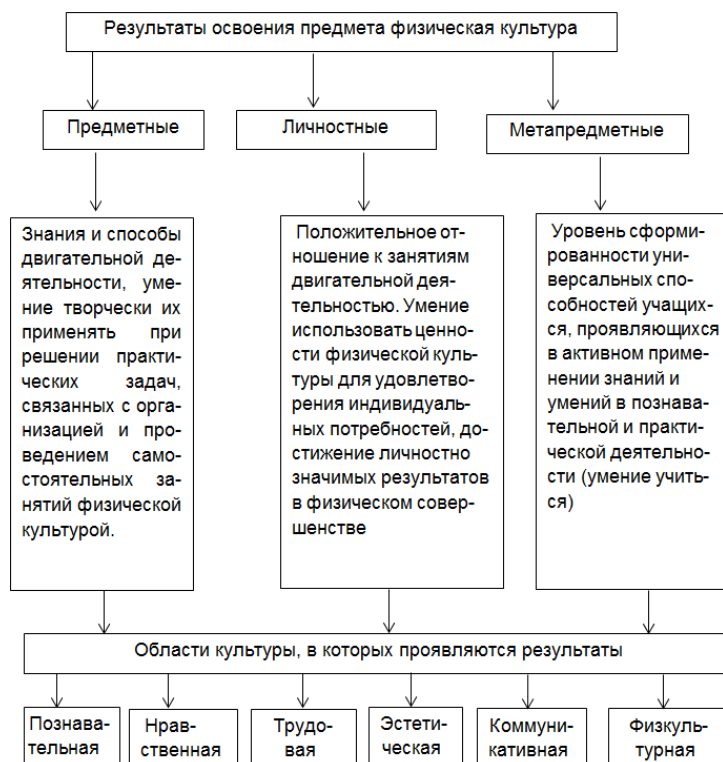 Результаты освоения предмета физическая культура
Предметные
Личностные
Метапредметные
Знания и способы
двигательной де-
ятельности, уме-
ние творчески их
применять при
решении практи-
ческих задач,
связанных с орга-
низацией и про-
ведением само-
стоятельных за-
нятий физической
культурой.
Положительное от-
ношение к занятиям
двигательной дея-
тельностью. Умение
использовать ценно-
сти физической куль-
туры для удовлетво-
рения индивидуаль-
ных потребностей, до-
стижение личностно
значимых результатов
в физическом совер-
шенстве
Уровень сформи-
рованности уни-
версальных спо-
собностей учащих-
ся, проявляющихся
в активном приме-
нении знаний и
умений в познава-
тельной и практи-
ческой деятельно-
сти (умение учить-
ся)
Области культуры, в которых проявляются результаты
Познава-
тельная
Нрав-
ственная
Трудо-
вая
Эстети-
ческая
Коммуни-
кативная
Физкуль-
турная